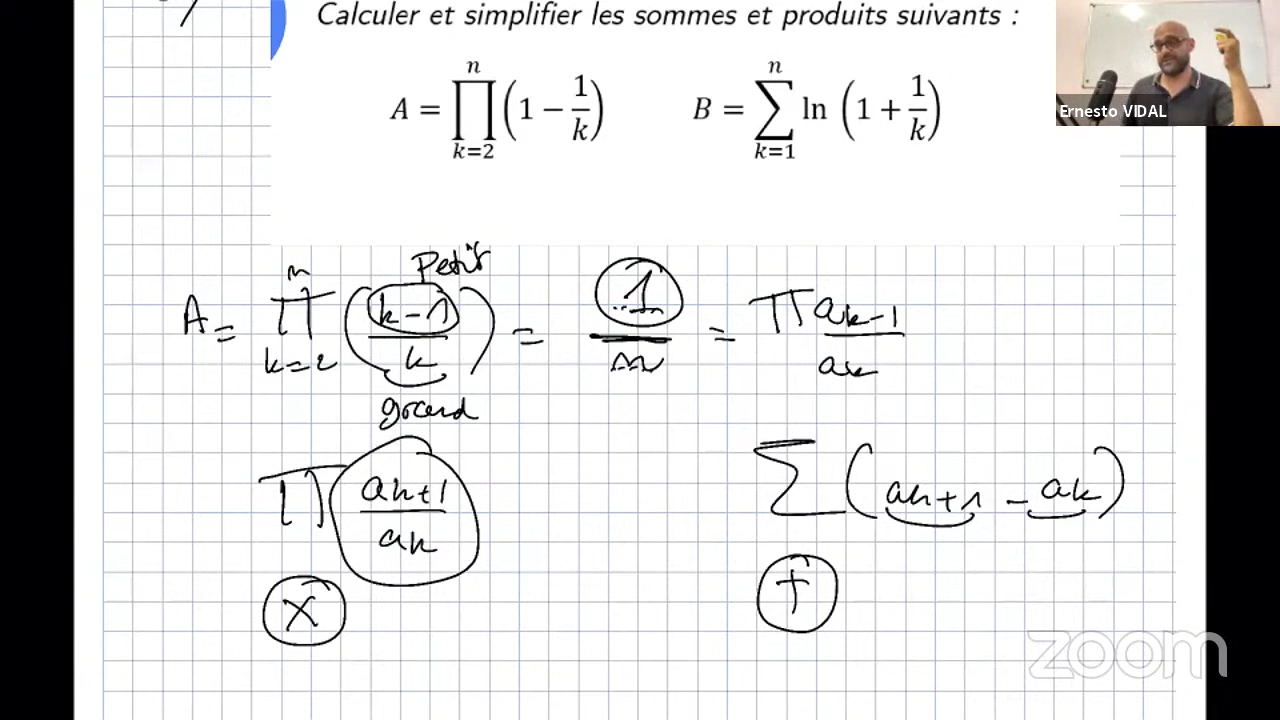 Calculer et simplifier les sommes et produits suivants :
A = ∏_{k=2}^{n} (1 − 1/k) B = ∑_{k=1}^{n} ln (1 + 1/k)
Ernesto VIDAL
Petit
A = ∏_{k=2}^{n} ((k−1)/k) = 1/n = ∏ a_{k−1}/a_k
grand
∏ a_{k+1}/a_k ∑ (a_{k+1} − a_k)
× +
zoom